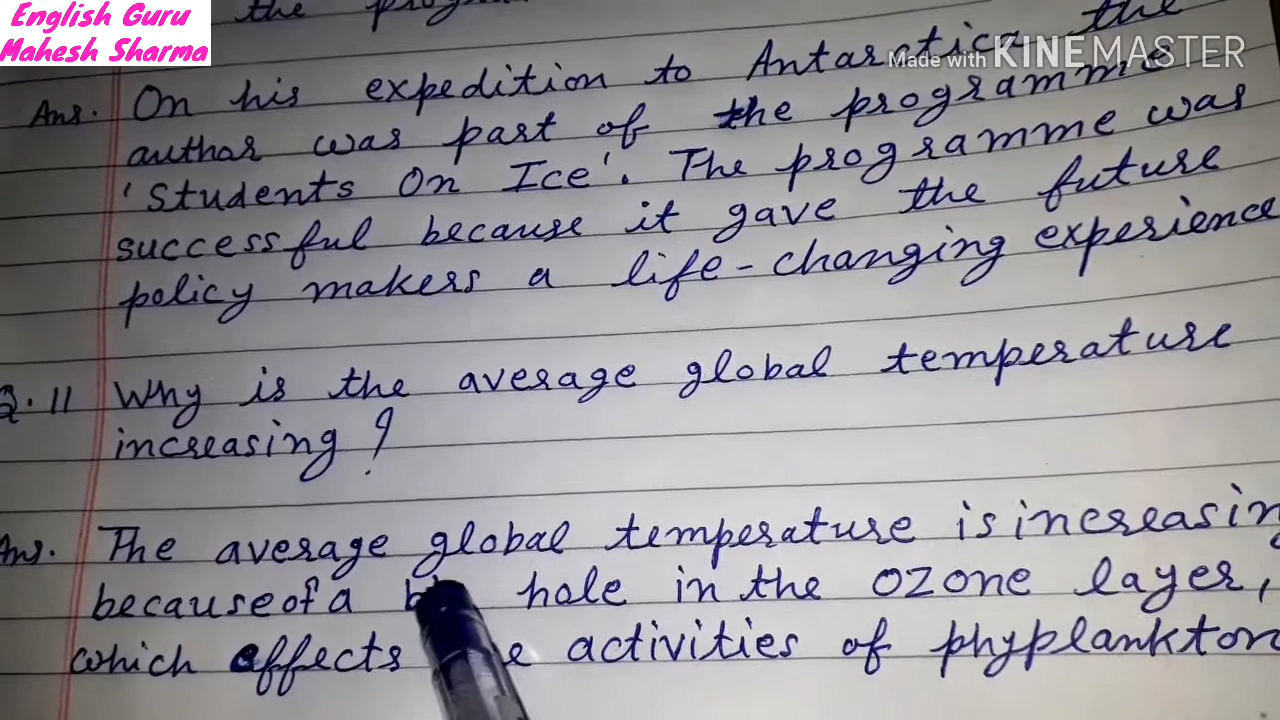 English Guru
Mahesh Sharma
the
Made with KINEMASTER
Ans. On his expedition to Antarctica the
author was part of the programme
'Students On Ice'. The programme was
successful because it gave the future
policy makers a life-changing experience
Q.11 Why is the average global temperature
increasing?
Ans. The average global temperature is increasin
because of a hole in the OZone layer,
which affects activities of phyplankton